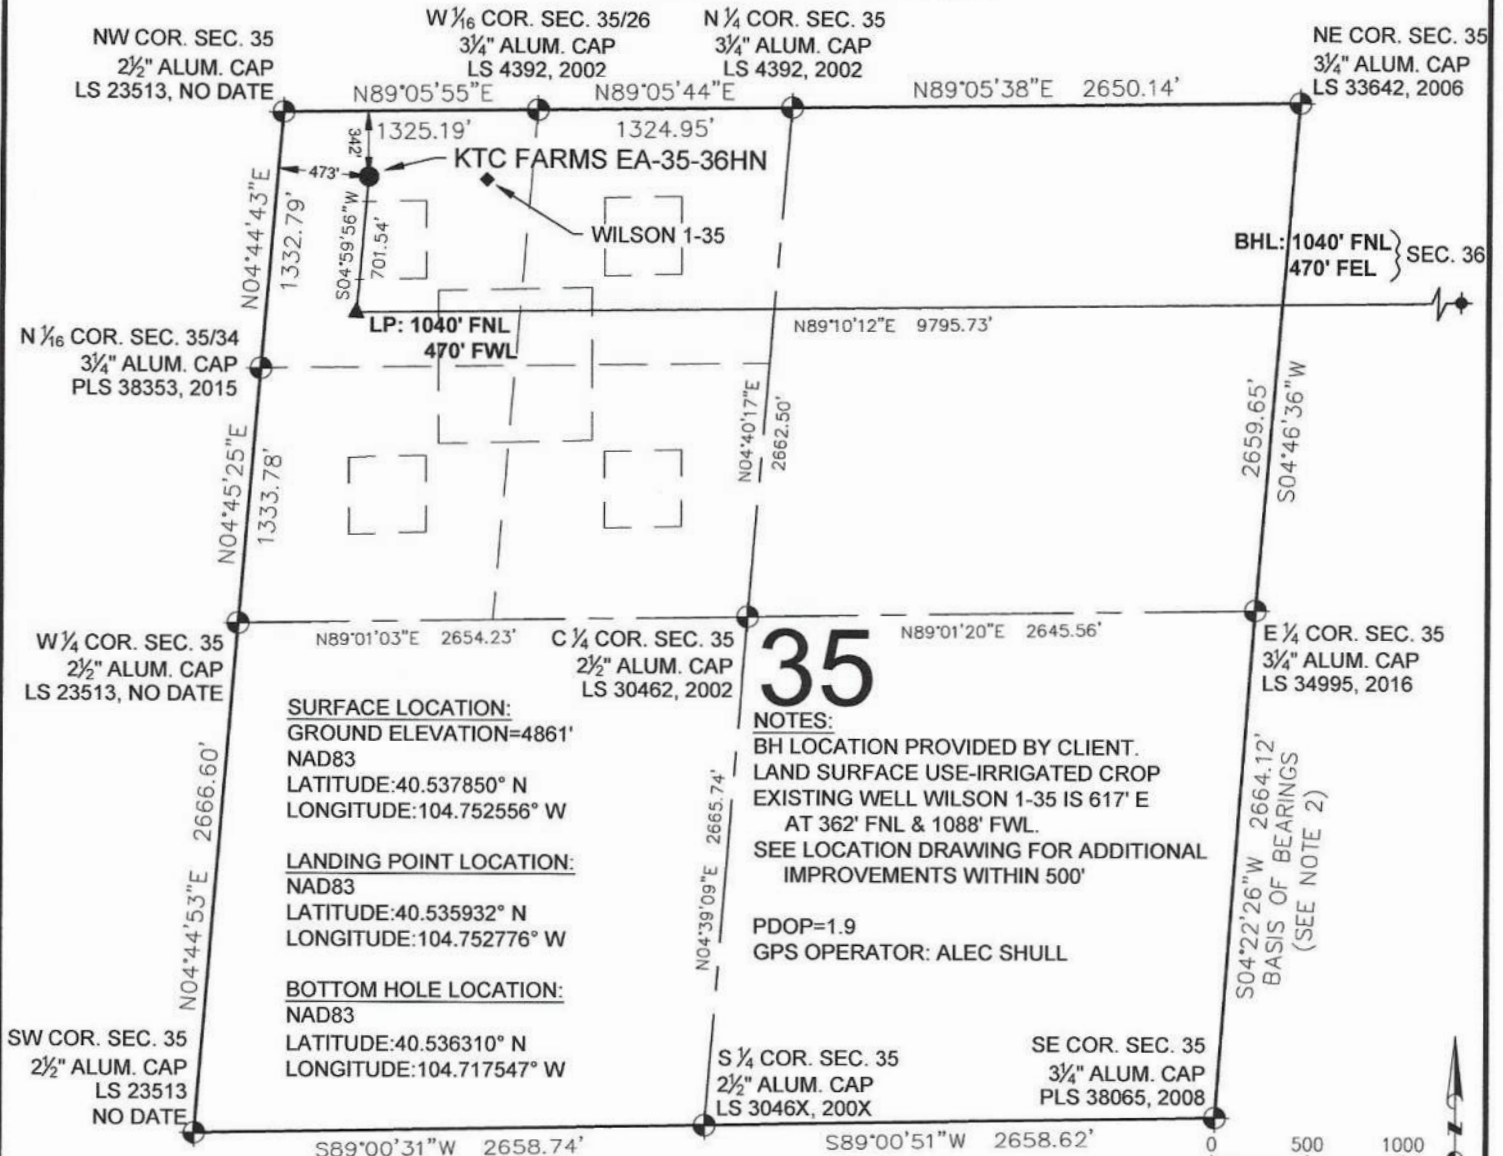 W 1/16 COR. SEC. 35/26
3¼" ALUM. CAP
LS 4392, 2002
N ¼ COR. SEC. 35
3¼" ALUM. CAP
LS 4392, 2002
NW COR. SEC. 35
2½" ALUM. CAP
LS 23513, NO DATE
NE COR. SEC. 35
3¼" ALUM. CAP
LS 33642, 2006
N89°05'55"E
1325.19'
N89°05'44"E
1324.95'
N89°05'38"E 2650.14'
342'
473'
KTC FARMS EA-35-36HN
WILSON 1-35
N04°44'43"E
1332.79'
S04°59'56"W
701.54'
BHL: 1040' FNL
470' FEL
SEC. 36
LP: 1040' FNL
470' FWL
N89°10'12"E 9795.73'
N 1/16 COR. SEC. 35/34
3¼" ALUM. CAP
PLS 38353, 2015
N04°45'25"E
1333.78'
N04°40'17"E
2662.50'
2659.65'
S04°46'36"W
W ¼ COR. SEC. 35
2½" ALUM. CAP
LS 23513, NO DATE
N89°01'03"E 2654.23'
C ¼ COR. SEC. 35
2½" ALUM. CAP
LS 30462, 2002
35
N89°01'20"E 2645.56'
E ¼ COR. SEC. 35
3¼" ALUM. CAP
LS 34995, 2016
SURFACE LOCATION:
GROUND ELEVATION=4861'
NAD83
LATITUDE:40.537850° N
LONGITUDE:104.752556° W
LANDING POINT LOCATION:
NAD83
LATITUDE:40.535932° N
LONGITUDE:104.752776° W
BOTTOM HOLE LOCATION:
NAD83
LATITUDE:40.536310° N
LONGITUDE:104.717547° W
NOTES:
BH LOCATION PROVIDED BY CLIENT.
LAND SURFACE USE-IRRIGATED CROP
EXISTING WELL WILSON 1-35 IS 617' E
AT 362' FNL & 1088' FWL.
SEE LOCATION DRAWING FOR ADDITIONAL
IMPROVEMENTS WITHIN 500'
PDOP=1.9
GPS OPERATOR: ALEC SHULL
N04°44'53"E 2666.60'
N04°39'09"E 2665.74'
S04°22'26"W 2664.12'
BASIS OF BEARINGS
(SEE NOTE 2)
SW COR. SEC. 35
2½" ALUM. CAP
LS 23513
NO DATE
S ¼ COR. SEC. 35
2½" ALUM. CAP
LS 3046X, 200X
SE COR. SEC. 35
3¼" ALUM. CAP
PLS 38065, 2008
S89°00'31"W 2658.74'
S89°00'51"W 2658.62'
0 500 1000
N